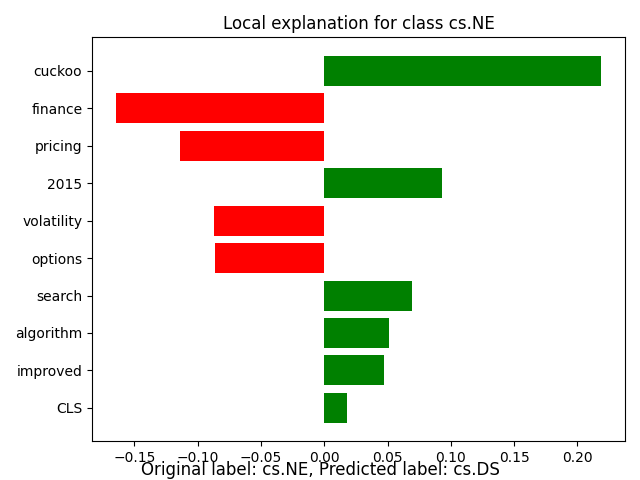 Local explanation for class cs.NE
cuckoo
finance
pricing
2015
volatility
options
search
algorithm
improved
CLS
−0.15 −0.10 −0.05 0.00 0.05 0.10 0.15 0.20
Original label: cs.NE, Predicted label: cs.DS